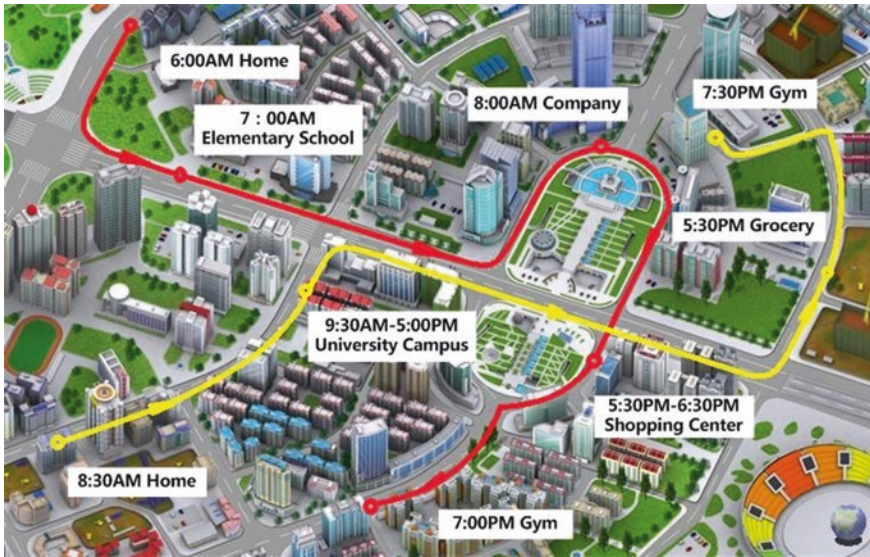 6:00AM Home
7 : 00AM
Elementary School
8:00AM Company
7:30PM Gym
5:30PM Grocery
9:30AM-5:00PM
University Campus
5:30PM-6:30PM
Shopping Center
8:30AM Home
7:00PM Gym